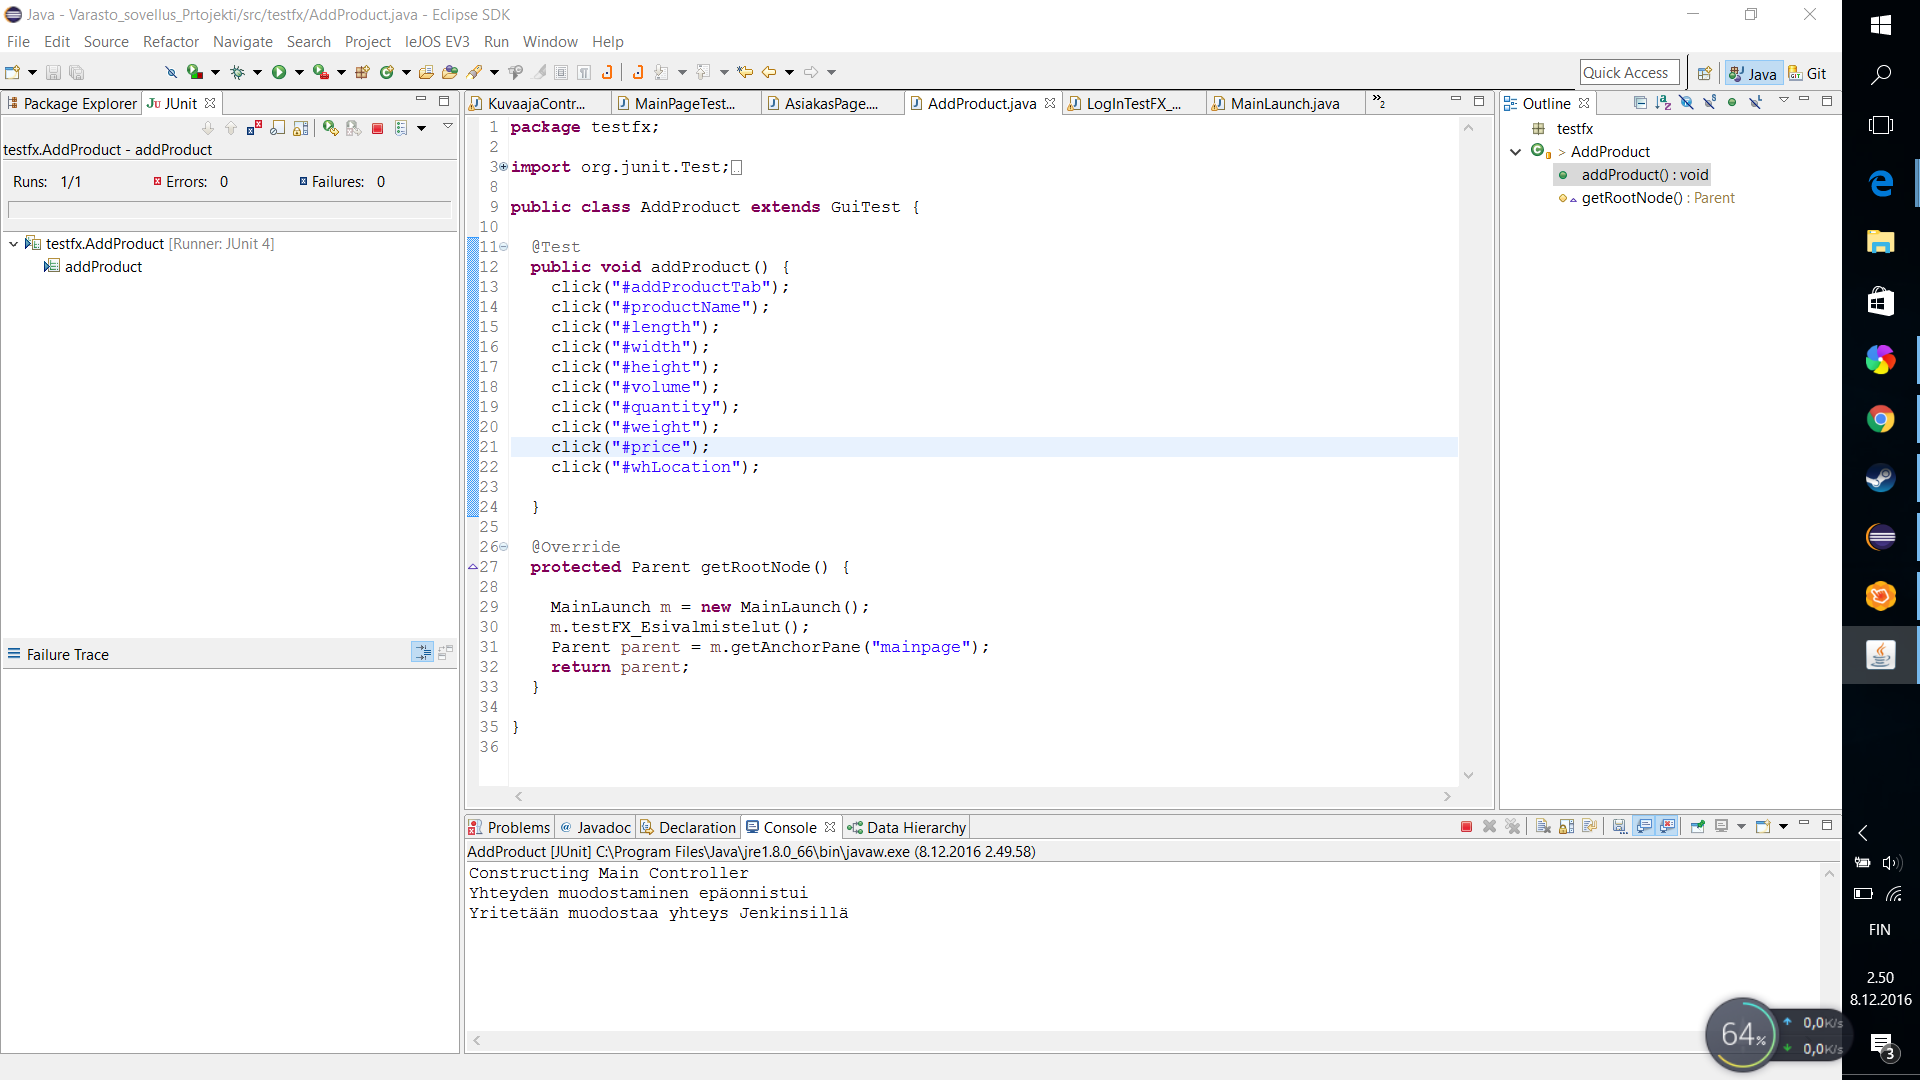 Java - Varasto_sovellus_Prtojekti/src/testfx/AddProduct.java - Eclipse SDK
File Edit Source Refactor Navigate Search Project leJOS EV3 Run Window Help
Quick Access
Java
Git
Package Explorer
Ju JUnit
testfx.AddProduct - addProduct
Runs: 1/1
Errors: 0
Failures: 0
testfx.AddProduct [Runner: JUnit 4]
addProduct
Failure Trace
KuvaajaContr...
MainPageTest...
AsiakasPage....
AddProduct.java
LogInTestFX_...
MainLaunch.java
»2
1 package testfx;
2
3 import org.junit.Test;
8
9 public class AddProduct extends GuiTest {
10
11 @Test
12 public void addProduct() {
13 click("#addProductTab");
14 click("#productName");
15 click("#length");
16 click("#width");
17 click("#height");
18 click("#volume");
19 click("#quantity");
20 click("#weight");
21 click("#price");
22 click("#whLocation");
23
24 }
25
26 @Override
27 protected Parent getRootNode() {
28
29 MainLaunch m = new MainLaunch();
30 m.testFX_Esivalmistelut();
31 Parent parent = m.getAnchorPane("mainpage");
32 return parent;
33 }
34
35 }
36
Outline
testfx
> AddProduct
addProduct() : void
getRootNode() : Parent
Problems
@ Javadoc
Declaration
Console
Data Hierarchy
AddProduct [JUnit] C:\Program Files\Java\jre1.8.0_66\bin\javaw.exe (8.12.2016 2.49.58)
Constructing Main Controller
Yhteyden muodostaminen epäonnistui
Yritetään muodostaa yhteys Jenkinsillä
FIN
2.50
8.12.2016
3
64%
0,0K/s
0,0K/s